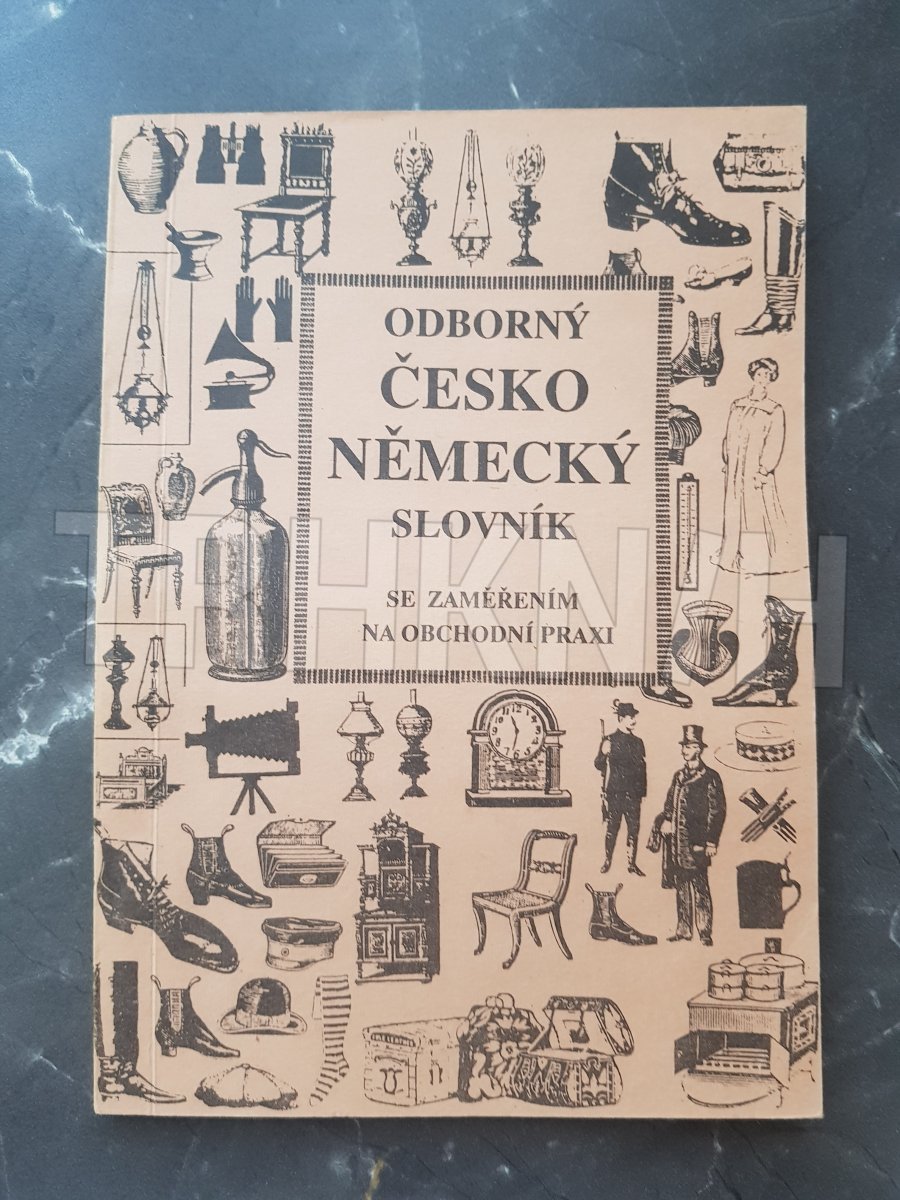 ODBORNÝ
ČESKO
NĚMECKÝ
SLOVNÍK
SE ZAMĚŘENÍM
NA OBCHODNÍ PRAXI